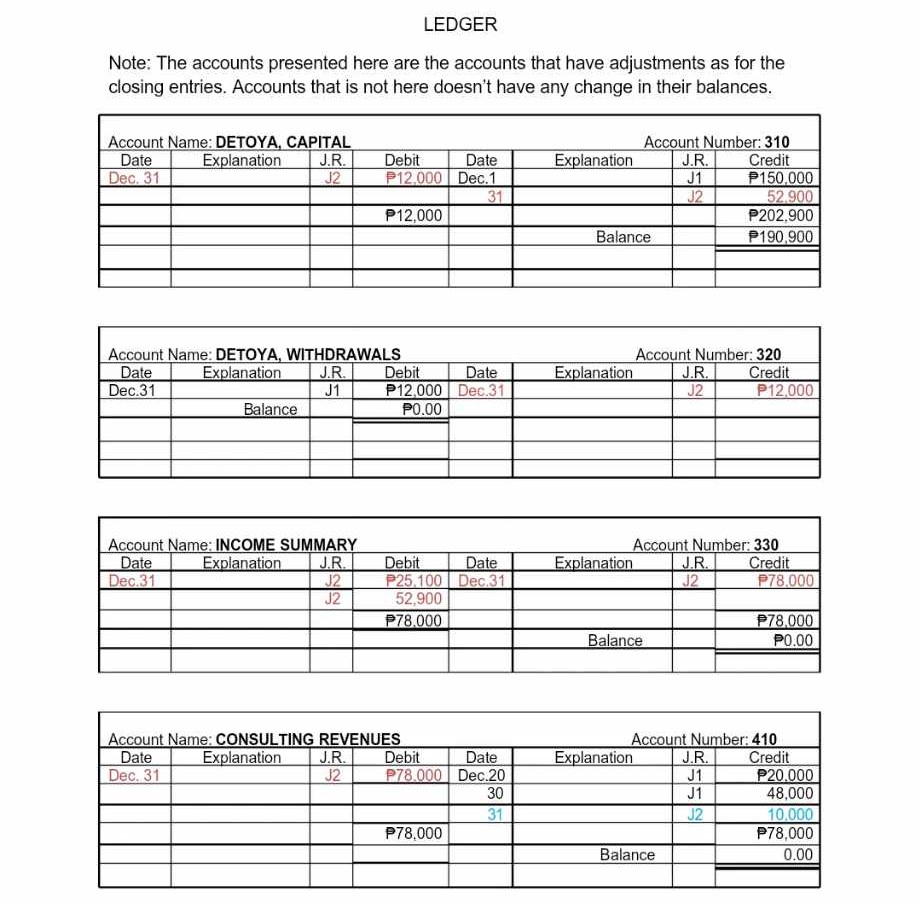 LEDGER
Note: The accounts presented here are the accounts that have adjustments as for the
closing entries. Accounts that is not here doesn't have any change in their balances.
Account Name: DETOYA, CAPITAL Account Number: 310
Date Explanation J.R. Debit Date Explanation J.R. Credit
Dec. 31 J2 ₱12,000 Dec.1 J1 ₱150,000
31 J2 52,900
₱12,000 ₱202,900
Balance ₱190,900
Account Name: DETOYA, WITHDRAWALS Account Number: 320
Date Explanation J.R. Debit Date Explanation J.R. Credit
Dec.31 J1 ₱12,000 Dec.31 J2 ₱12,000
Balance ₱0.00
Account Name: INCOME SUMMARY Account Number: 330
Date Explanation J.R. Debit Date Explanation J.R. Credit
Dec.31 J2 ₱25,100 Dec.31 J2 ₱78,000
J2 52,900
₱78,000 ₱78,000
Balance ₱0.00
Account Name: CONSULTING REVENUES Account Number: 410
Date Explanation J.R. Debit Date Explanation J.R. Credit
Dec. 31 J2 ₱78,000 Dec.20 J1 ₱20,000
30 J1 48,000
31 J2 10,000
₱78,000 ₱78,000
Balance 0.00